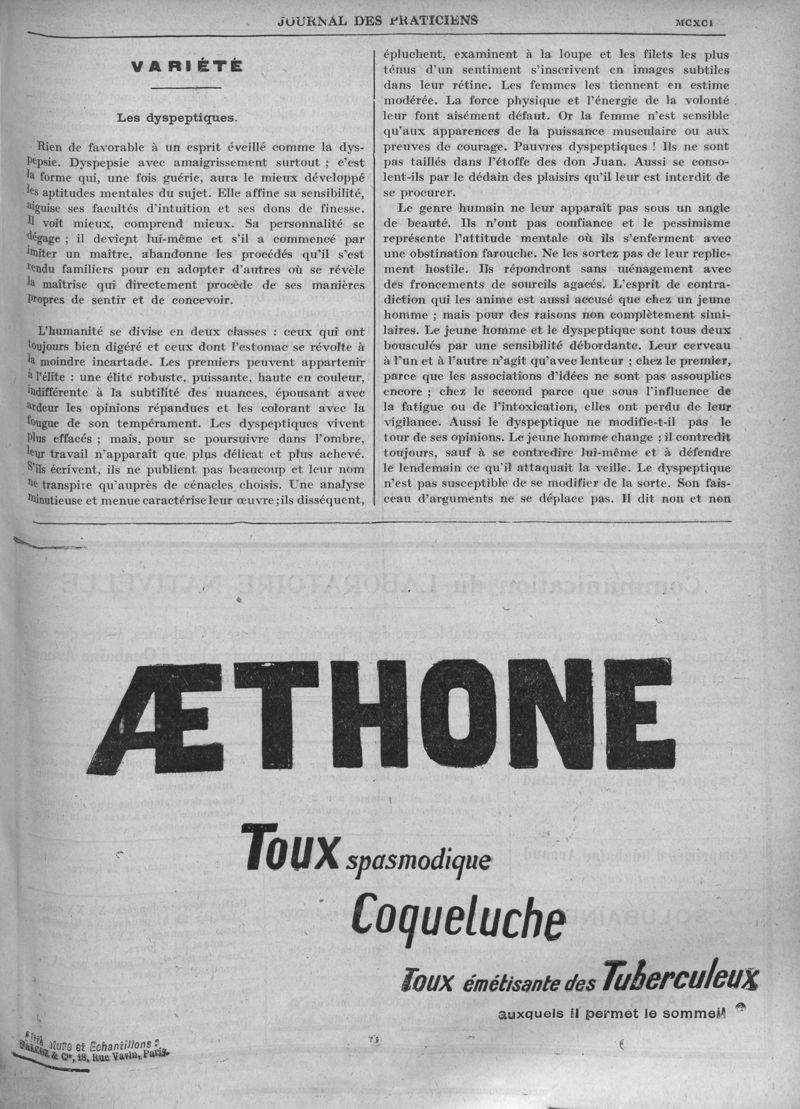 JOURNAL DES PRATICIENS
MCXCI
VARIÉTÉ
Les dyspeptiques.
Rien de favorable à un esprit éveillé comme la dys-
pepsie. Dyspepsie avec amaigrissement surtout ; c'est
la forme qui, une fois guérie, aura le mieux développé
les aptitudes mentales du sujet. Elle affine sa sensibilité,
aiguise ses facultés d'intuition et ses dons de finesse.
Il voit mieux, comprend mieux. Sa personnalité se
dégage ; il devient lui-même et s'il a commencé par
imiter un maître, abandonne les procédés qu'il s'est
rendu familiers pour en adopter d'autres où se révèle
la maîtrise qui directement procède de ses manières
propres de sentir et de concevoir.
L'humanité se divise en deux classes : ceux qui ont
toujours bien digéré et ceux dont l'estomac se révolte à
la moindre incartade. Les premiers peuvent appartenir
à l'élite : une élite robuste, puissante, haute en couleur,
indifférente à la subtilité des nuances, épousant avec
ardeur les opinions répandues et les colorant avec la
fougue de son tempérament. Les dyspeptiques vivent
plus effacés ; mais, pour se poursuivre dans l'ombre,
leur travail n'apparaît que plus délicat et plus achevé.
S'ils écrivent, ils ne publient pas beaucoup et leur nom
ne transpire qu'auprès de cénacles choisis. Une analyse
minutieuse et menue caractérise leur œuvre ; ils dissèquent,
épluchent, examinent à la loupe et les filets les plus
ténus d'un sentiment s'inscrivent en images subtiles
dans leur rétine. Les femmes les tiennent en estime
modérée. La force physique et l'énergie de la volonté
leur font aisément défaut. Or la femme n'est sensible
qu'aux apparences de la puissance musculaire ou aux
preuves de courage. Pauvres dyspeptiques ! Ils ne sont
pas taillés dans l'étoffe des don Juan. Aussi se conso-
lent-ils par le dédain des plaisirs qu'il leur est interdit de
se procurer.
Le genre humain ne leur apparaît pas sous un angle
de beauté. Ils n'ont pas confiance et le pessimisme
représente l'attitude mentale où ils s'enferment avec
une obstination farouche. Ne les sortez pas de leur replie-
ment hostile. Ils répondront sans ménagement avec
des froncements de sourcils agacés. L'esprit de contra-
diction qui les anime est aussi accusé que chez un jeune
homme ; mais pour des raisons non complètement simi-
laires. Le jeune homme et le dyspeptique sont tous deux
bousculés par une sensibilité débordante. Leur cerveau
à l'un et à l'autre n'agit qu'avec lenteur ; chez le premier,
parce que les associations d'idées ne sont pas assouplies
encore ; chez le second parce que sous l'influence de
la fatigue ou de l'intoxication, elles ont perdu de leur
vigilance. Aussi le dyspeptique ne modifie-t-il pas le
tour de ses opinions. Le jeune homme change ; il contredit
toujours, sauf à se contredire lui-même et à défendre
le lendemain ce qu'il attaquait la veille. Le dyspeptique
n'est pas susceptible de se modifier de la sorte. Son fais-
ceau d'arguments ne se déplace pas. Il dit non et non
ÆTHONE
Toux spasmodique
Coqueluche
Toux émétisante des Tuberculeux
auxquels il permet le sommeil
et Echantillons :
& Cie, 18, Rue Vavin, Paris